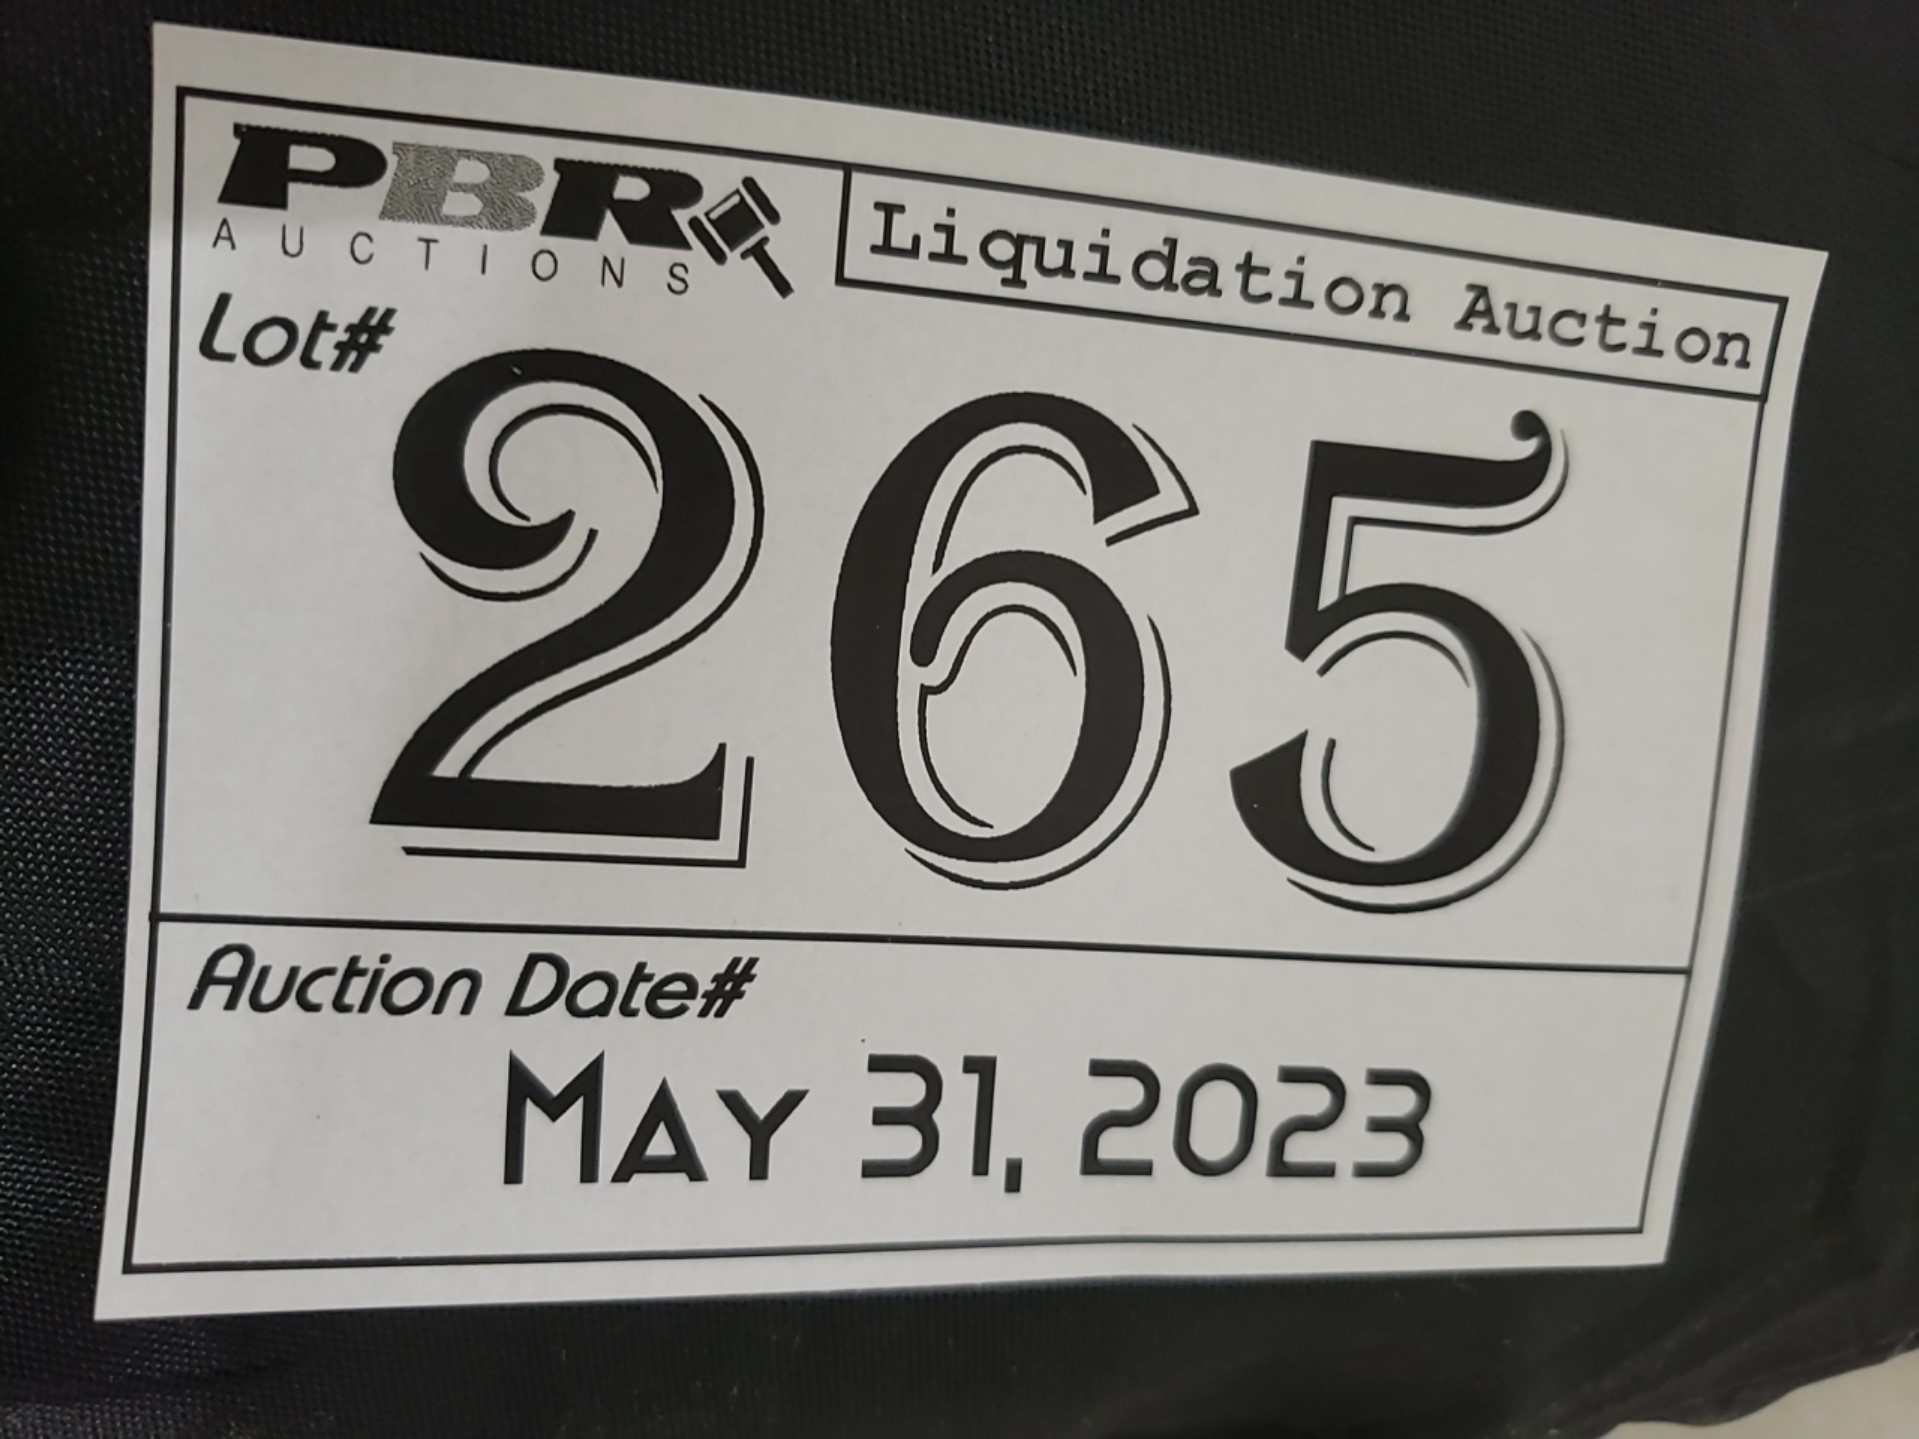 PBR
AUCTIONS
Liquidation Auction
Lot#
265
Auction Date#
MAY 31, 2023